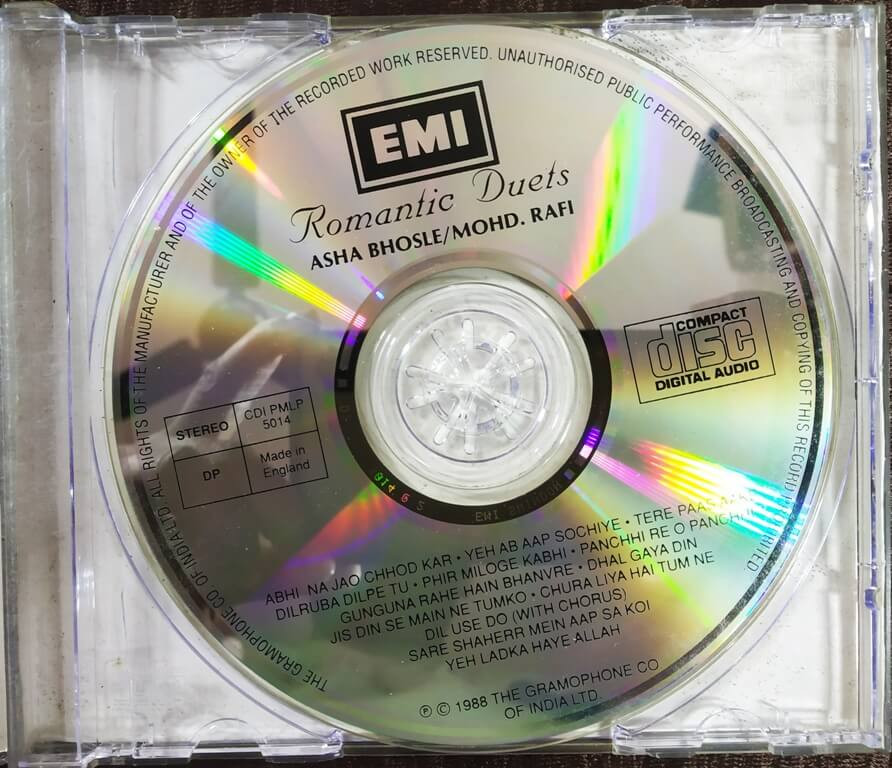 THE GRAMOPHONE CO OF INDIA LTD. ALL RIGHTS OF THE MANUFACTURER AND OF THE OWNER OF THE RECORDED WORK RESERVED. UNAUTHORISED PUBLIC PERFORMANCE BROADCASTING AND COPYING OF THIS RECORD
EMI
Romantic Duets
ASHA BHOSLE/MOHD. RAFI
COMPACT
disc
DIGITAL AUDIO
STEREO
CDI PMLP
5014
DP
Made in
England
ABHI NA JAO CHHOD KAR • YEH AB AAP SOCHIYE • TERE PAAS
DILRUBA DILPE TU • PHIR MILOGE KABHI • PANCHHI RE O
GUNGUNA RAHE HAIN BHANVRE • DHAL GAYA DIN
JIS DIN SE MAIN NE TUMKO • CHURA LIYA HAI TUM NE
DIL USE DO (WITH CHORUS)
SARE SHAHERR MEIN AAP SA KOI
YEH LADKA HAYE ALLAH
℗ © 1988 THE GRAMOPHONE CO
OF INDIA LTD.